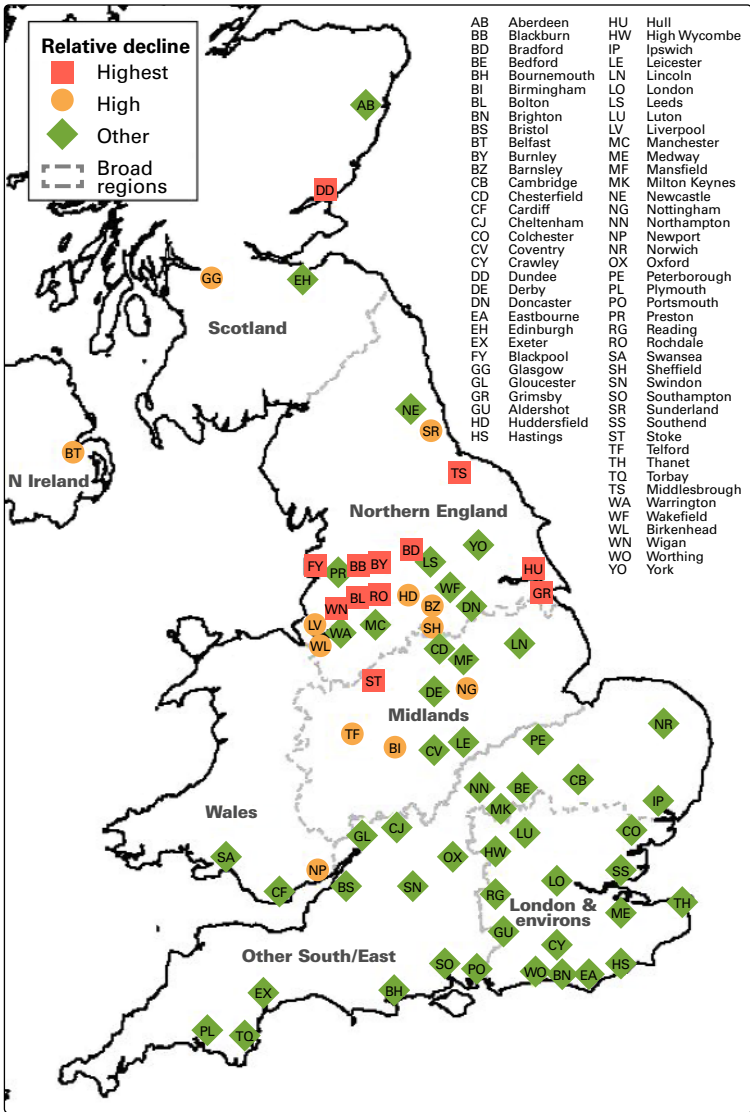 Relative decline
Highest
High
Other
Broad
regions
AB Aberdeen
BB Blackburn
BD Bradford
BE Bedford
BH Bournemouth
BI Birmingham
BL Bolton
BN Brighton
BS Bristol
BT Belfast
BY Burnley
BZ Barnsley
CB Cambridge
CD Chesterfield
CF Cardiff
CJ Cheltenham
CO Colchester
CV Coventry
CY Crawley
DD Dundee
DE Derby
DN Doncaster
EA Eastbourne
EH Edinburgh
EX Exeter
FY Blackpool
GG Glasgow
GL Gloucester
GR Grimsby
GU Aldershot
HD Huddersfield
HS Hastings
HU Hull
HW High Wycombe
IP Ipswich
LE Leicester
LN Lincoln
LO London
LS Leeds
LU Luton
LV Liverpool
MC Manchester
ME Medway
MF Mansfield
MK Milton Keynes
NE Newcastle
NG Nottingham
NN Northampton
NP Newport
NR Norwich
OX Oxford
PE Peterborough
PL Plymouth
PO Portsmouth
PR Preston
RG Reading
RO Rochdale
SA Swansea
SH Sheffield
SN Swindon
SO Southampton
SR Sunderland
SS Southend
ST Stoke
TF Telford
TH Thanet
TQ Torbay
TS Middlesbrough
WA Warrington
WF Wakefield
WL Birkenhead
WN Wigan
WO Worthing
YO York
AB
DD
GG
EH
Scotland
NE
SR
BT
TS
N Ireland
Northern England
YO
BD
FY
PR
BB
BY
LS
HU
WF
GR
HD
BL
RO
BZ
DN
WN
LV
WA
MC
SH
WL
CD
MF
LN
ST
DE
NG
Midlands
NR
TF
BI
CV
LE
PE
CB
NN
BE
IP
MK
Wales
GL
CJ
LU
CO
SA
OX
HW
NP
SS
CF
BS
SN
LO
RG
TH
London &
environs
ME
GU
CY
Other South/East
SO
PO
WO
BN
EA
HS
EX
BH
PL
TQ